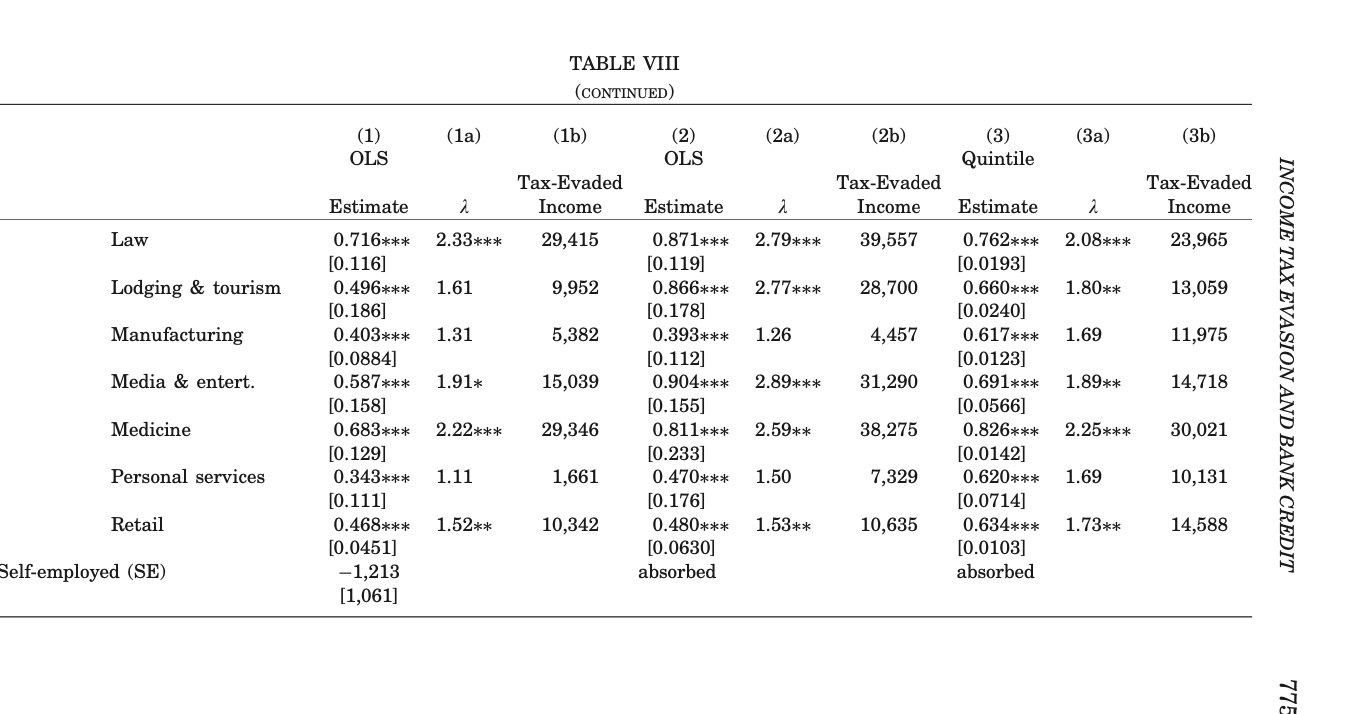 TABLE VIII
(CONTINUED)
(1) (1a) (1b) (2) (2a) (2b) (3) (3a) (3b)
OLS OLS Quintile
Tax-Evaded Tax-Evaded Tax-Evaded
Estimate λ Income Estimate λ Income Estimate λ Income
Law 0.716*** 2.33*** 29,415 0.871*** 2.79*** 39,557 0.762*** 2.08*** 23,965
[0.116] [0.119] [0.0193]
Lodging & tourism 0.496*** 1.61 9,952 0.866*** 2.77*** 28,700 0.660*** 1.80** 13,059
[0.186] [0.178] [0.0240]
Manufacturing 0.403*** 1.31 5,382 0.393*** 1.26 4,457 0.617*** 1.69 11,975
[0.0884] [0.112] [0.0123]
Media & entert. 0.587*** 1.91* 15,039 0.904*** 2.89*** 31,290 0.691*** 1.89** 14,718
[0.158] [0.155] [0.0566]
Medicine 0.683*** 2.22*** 29,346 0.811*** 2.59** 38,275 0.826*** 2.25*** 30,021
[0.129] [0.233] [0.0142]
Personal services 0.343*** 1.11 1,661 0.470*** 1.50 7,329 0.620*** 1.69 10,131
[0.111] [0.176] [0.0714]
Retail 0.468*** 1.52** 10,342 0.480*** 1.53** 10,635 0.634*** 1.73** 14,588
[0.0451] [0.0630] [0.0103]
Self-employed (SE) −1,213 absorbed absorbed
[1,061]
INCOME TAX EVASION AND BANK CREDIT
775